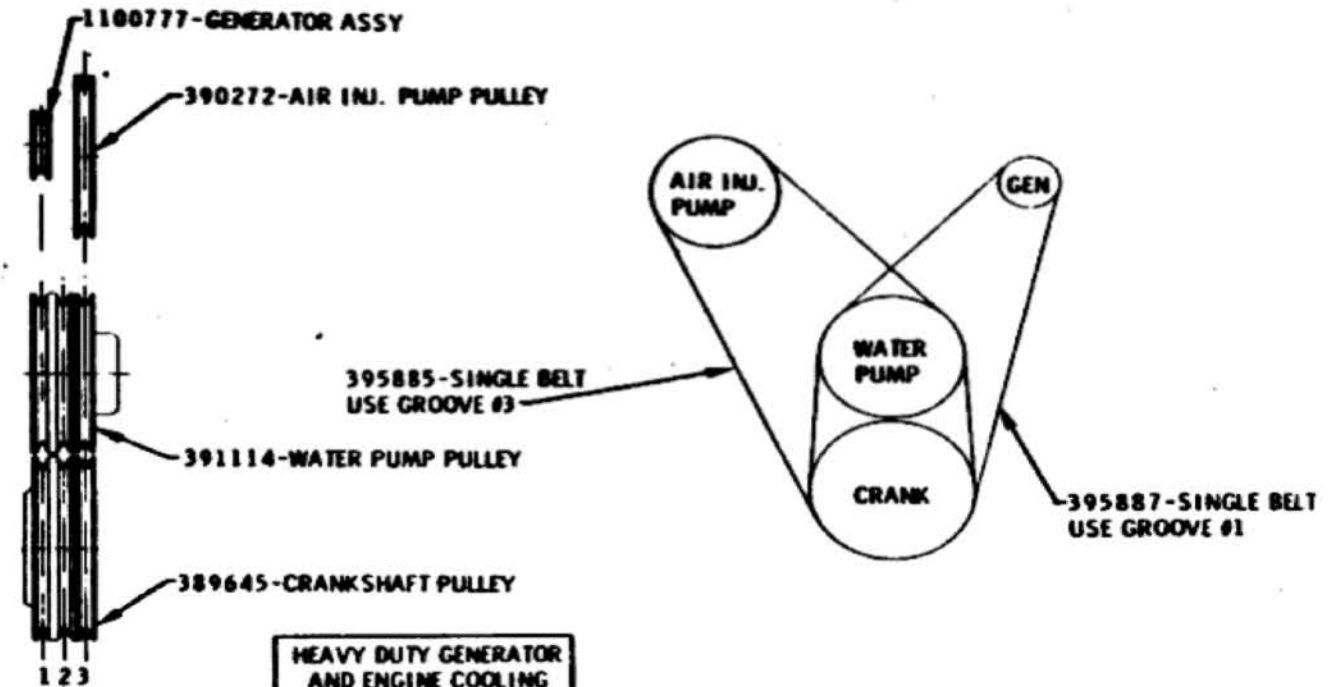 1100777-GENERATOR ASSY
390272-AIR INJ. PUMP PULLEY
AIR INJ.
PUMP
GEN
WATER
PUMP
395885-SINGLE BELT
USE GROOVE #3
391114-WATER PUMP PULLEY
CRANK
395887-SINGLE BELT
USE GROOVE #1
389645-CRANKSHAFT PULLEY
1 2 3
HEAVY DUTY GENERATOR
AND ENGINE COOLING